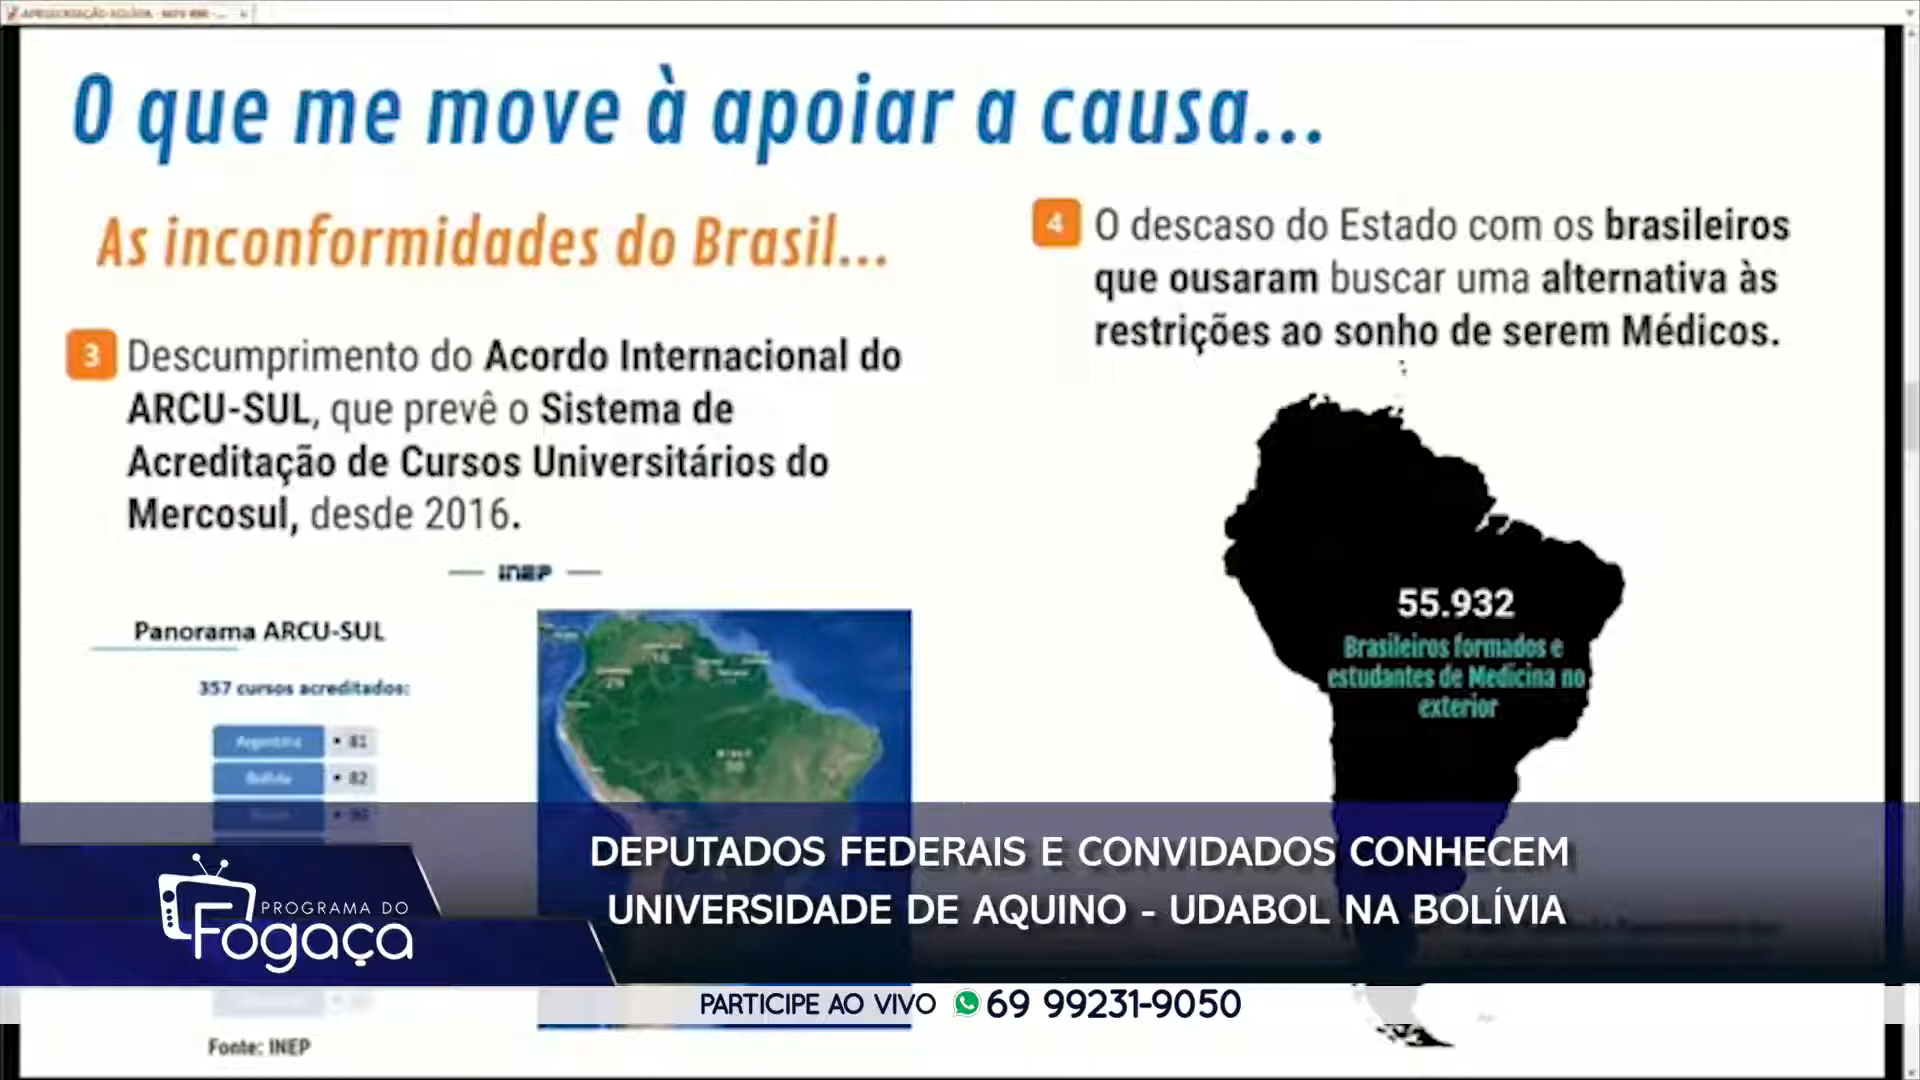 O que me move à apoiar a causa...
As inconformidades do Brasil...
3 Descumprimento do Acordo Internacional do
ARCU-SUL, que prevê o Sistema de
Acreditação de Cursos Universitários do
Mercosul, desde 2016.
INEP
Panorama ARCU-SUL
357 cursos acreditados:
Argentina • 81
Bolívia • 82
Fonte: INEP
4 O descaso do Estado com os brasileiros
que ousaram buscar uma alternativa às
restrições ao sonho de serem Médicos.
55.932
Brasileiros formados e
estudantes de Medicina no
exterior
PROGRAMA DO
Fogaça
DEPUTADOS FEDERAIS E CONVIDADOS CONHECEM
UNIVERSIDADE DE AQUINO - UDABOL NA BOLÍVIA
PARTICIPE AO VIVO 69 99231-9050